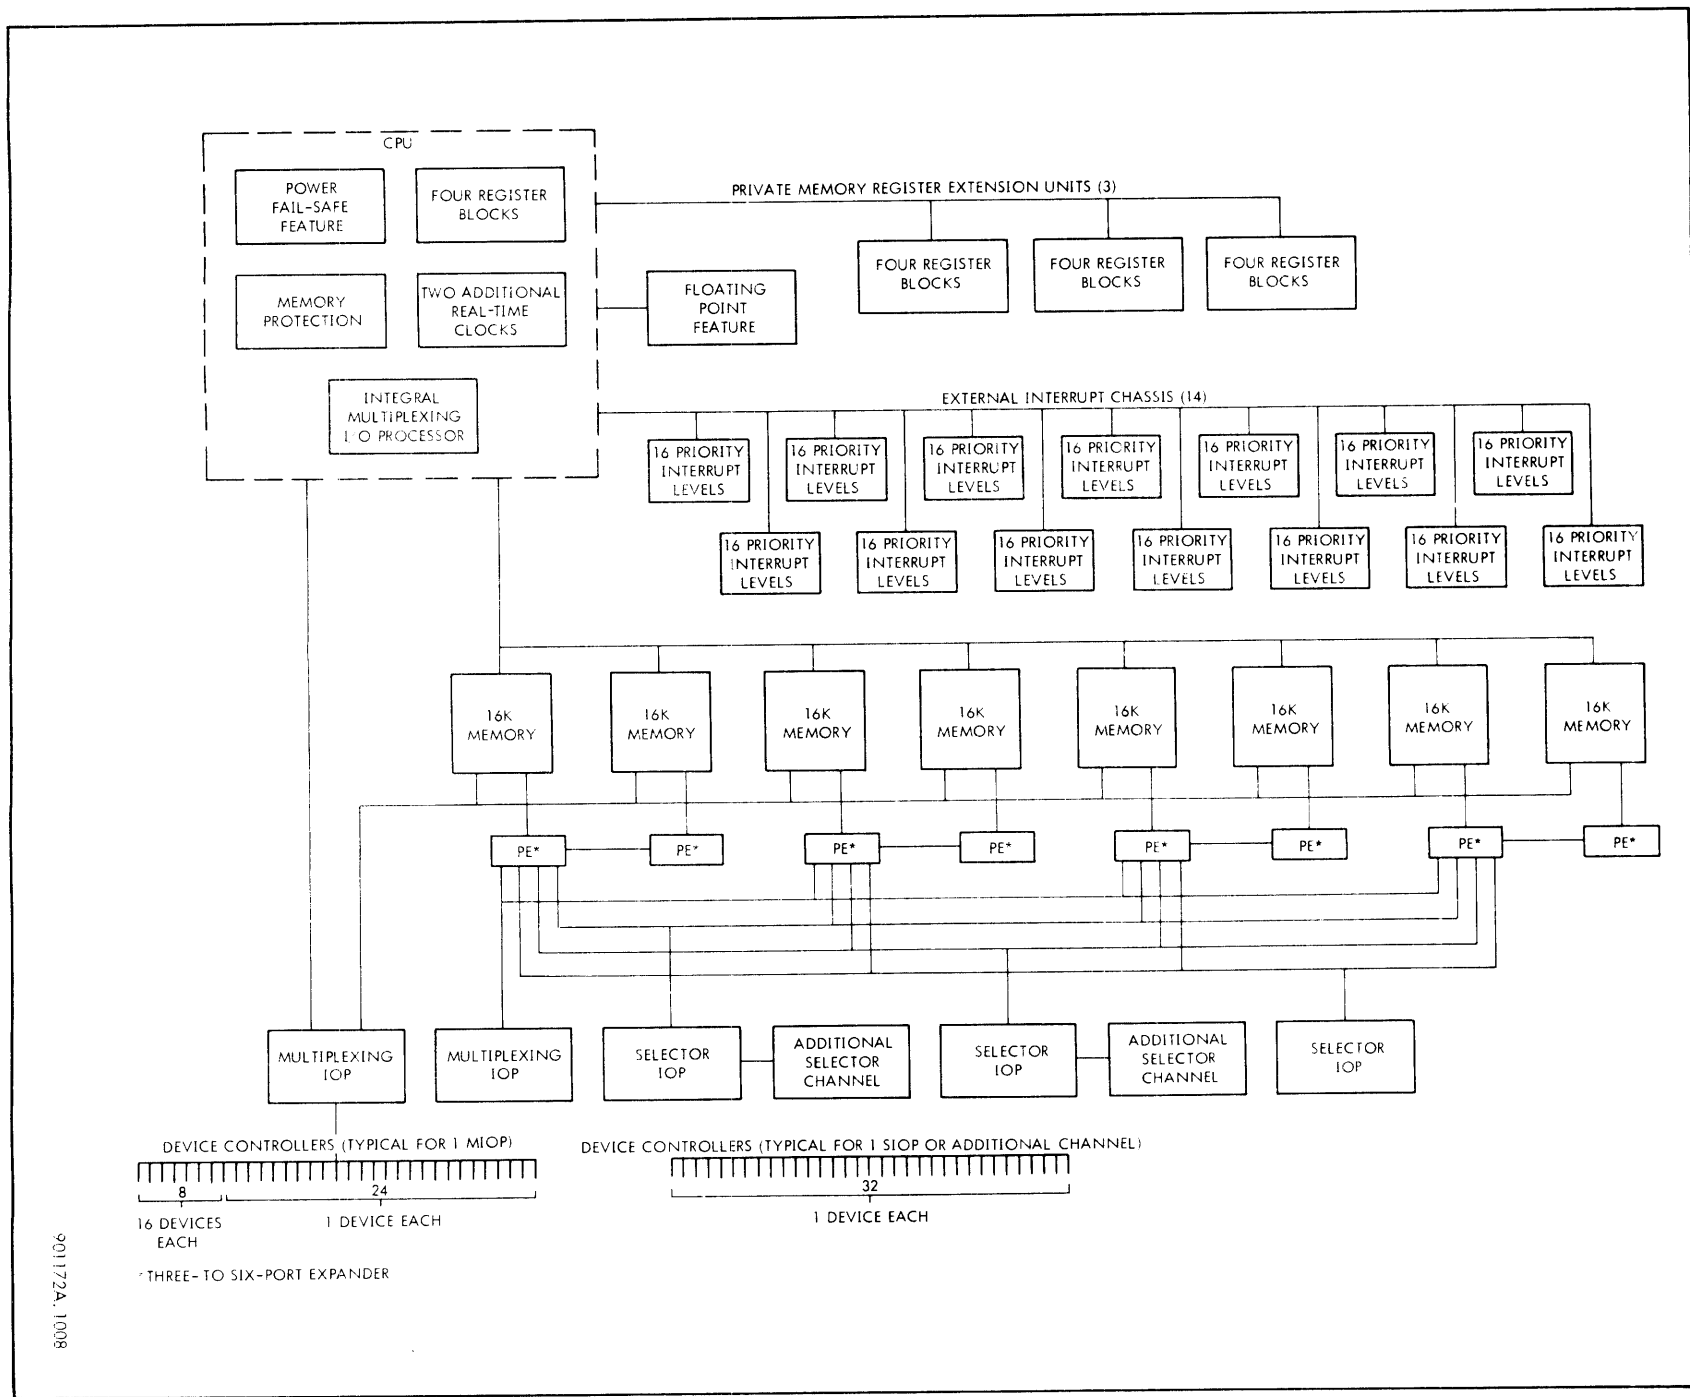 CPU
POWER
FAIL-SAFE
FEATURE
FOUR REGISTER
BLOCKS
MEMORY
PROTECTION
TWO ADDITIONAL
REAL-TIME
CLOCKS
INTEGRAL
MULTIPLEXING
I/O PROCESSOR
PRIVATE MEMORY REGISTER EXTENSION UNITS (3)
FOUR REGISTER
BLOCKS
FOUR REGISTER
BLOCKS
FOUR REGISTER
BLOCKS
FLOATING
POINT
FEATURE
EXTERNAL INTERRUPT CHASSIS (14)
16 PRIORITY
INTERRUPT
LEVELS
16 PRIORITY
INTERRUPT
LEVELS
16 PRIORITY
INTERRUPT
LEVELS
16 PRIORITY
INTERRUPT
LEVELS
16 PRIORITY
INTERRUPT
LEVELS
16 PRIORITY
INTERRUPT
LEVELS
16 PRIORITY
INTERRUPT
LEVELS
16 PRIORITY
INTERRUPT
LEVELS
16 PRIORITY
INTERRUPT
LEVELS
16 PRIORITY
INTERRUPT
LEVELS
16 PRIORITY
INTERRUPT
LEVELS
16 PRIORITY
INTERRUPT
LEVELS
16 PRIORITY
INTERRUPT
LEVELS
16 PRIORITY
INTERRUPT
LEVELS
16K
MEMORY
16K
MEMORY
16K
MEMORY
16K
MEMORY
16K
MEMORY
16K
MEMORY
16K
MEMORY
16K
MEMORY
PE*
PE*
PE*
PE*
PE*
PE*
PE*
PE*
MULTIPLEXING
IOP
MULTIPLEXING
IOP
SELECTOR
IOP
ADDITIONAL
SELECTOR
CHANNEL
SELECTOR
IOP
ADDITIONAL
SELECTOR
CHANNEL
SELECTOR
IOP
DEVICE CONTROLLERS (TYPICAL FOR 1 MIOP)
8
24
16 DEVICES
EACH
1 DEVICE EACH
DEVICE CONTROLLERS (TYPICAL FOR 1 SIOP OR ADDITIONAL CHANNEL)
32
1 DEVICE EACH
*THREE- TO SIX-PORT EXPANDER
901172A. 1008